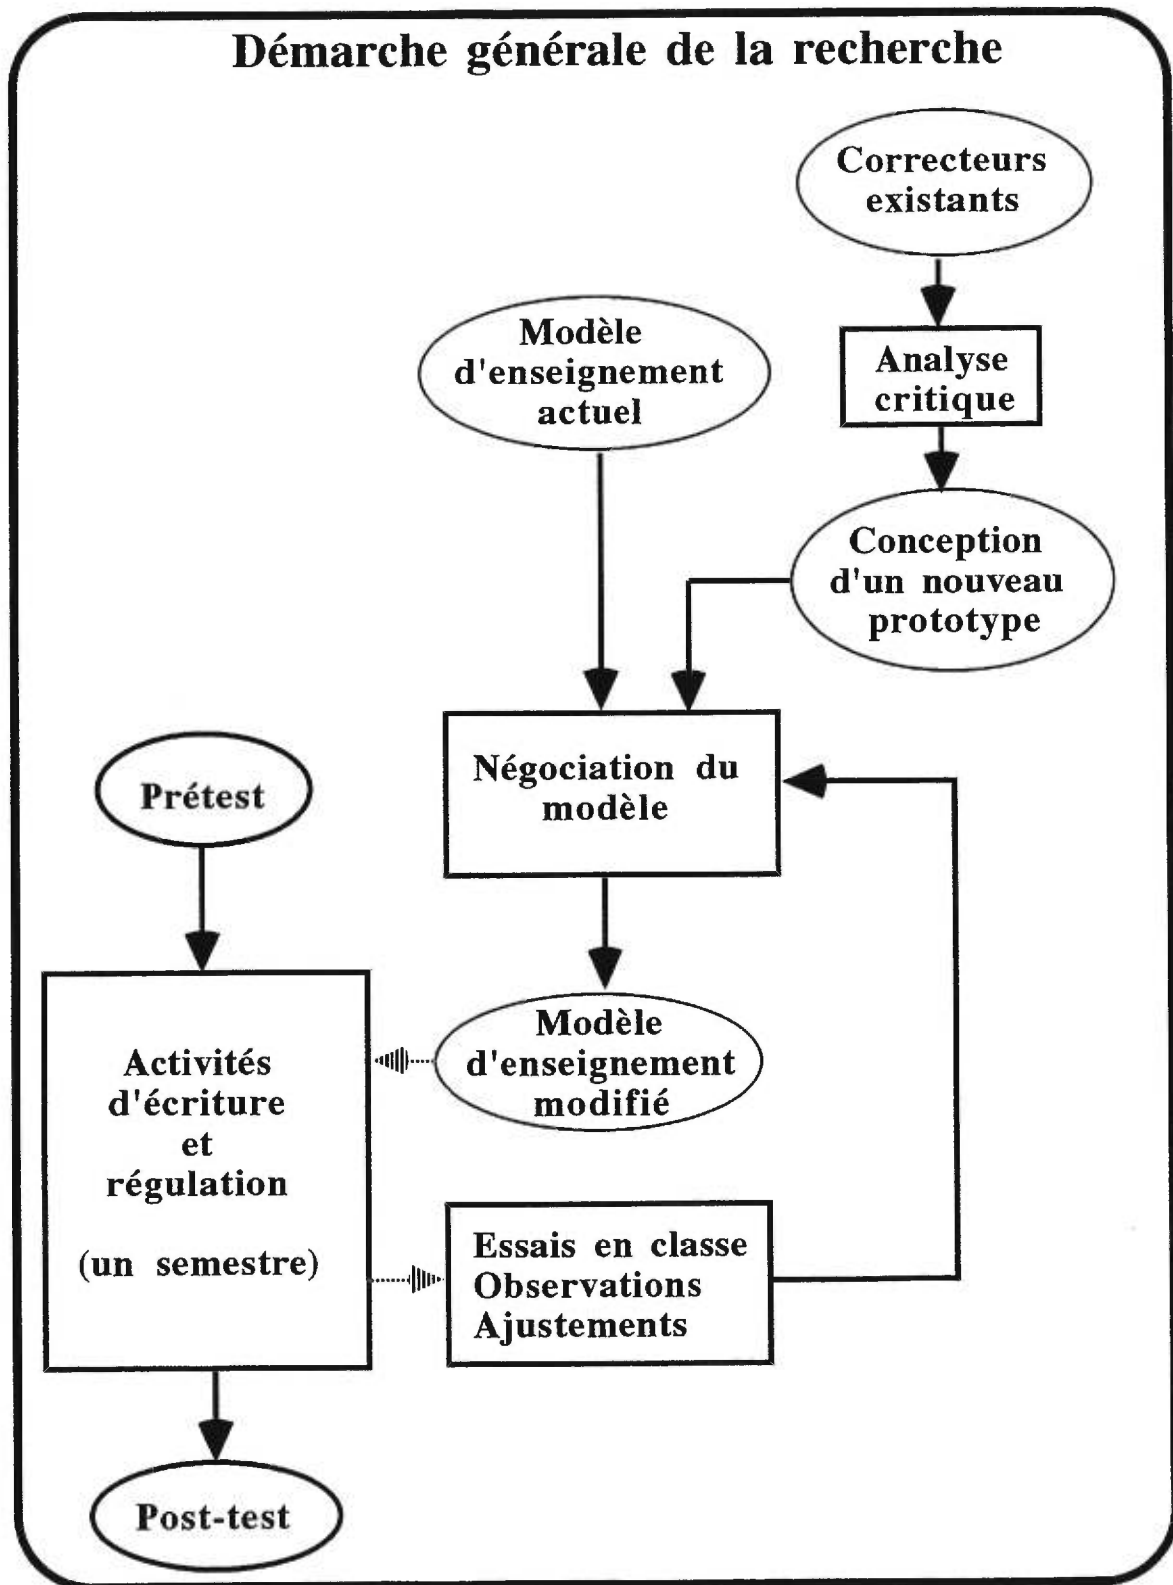 Démarche générale de la recherche
Correcteurs
existants
Modèle
d'enseignement
actuel
Analyse
critique
Conception
d'un nouveau
prototype
Négociation du
modèle
Prétest
Modèle
d'enseignement
modifié
Activités
d'écriture
et
régulation
(un semestre)
Essais en classe
Observations
Ajustements
Post-test